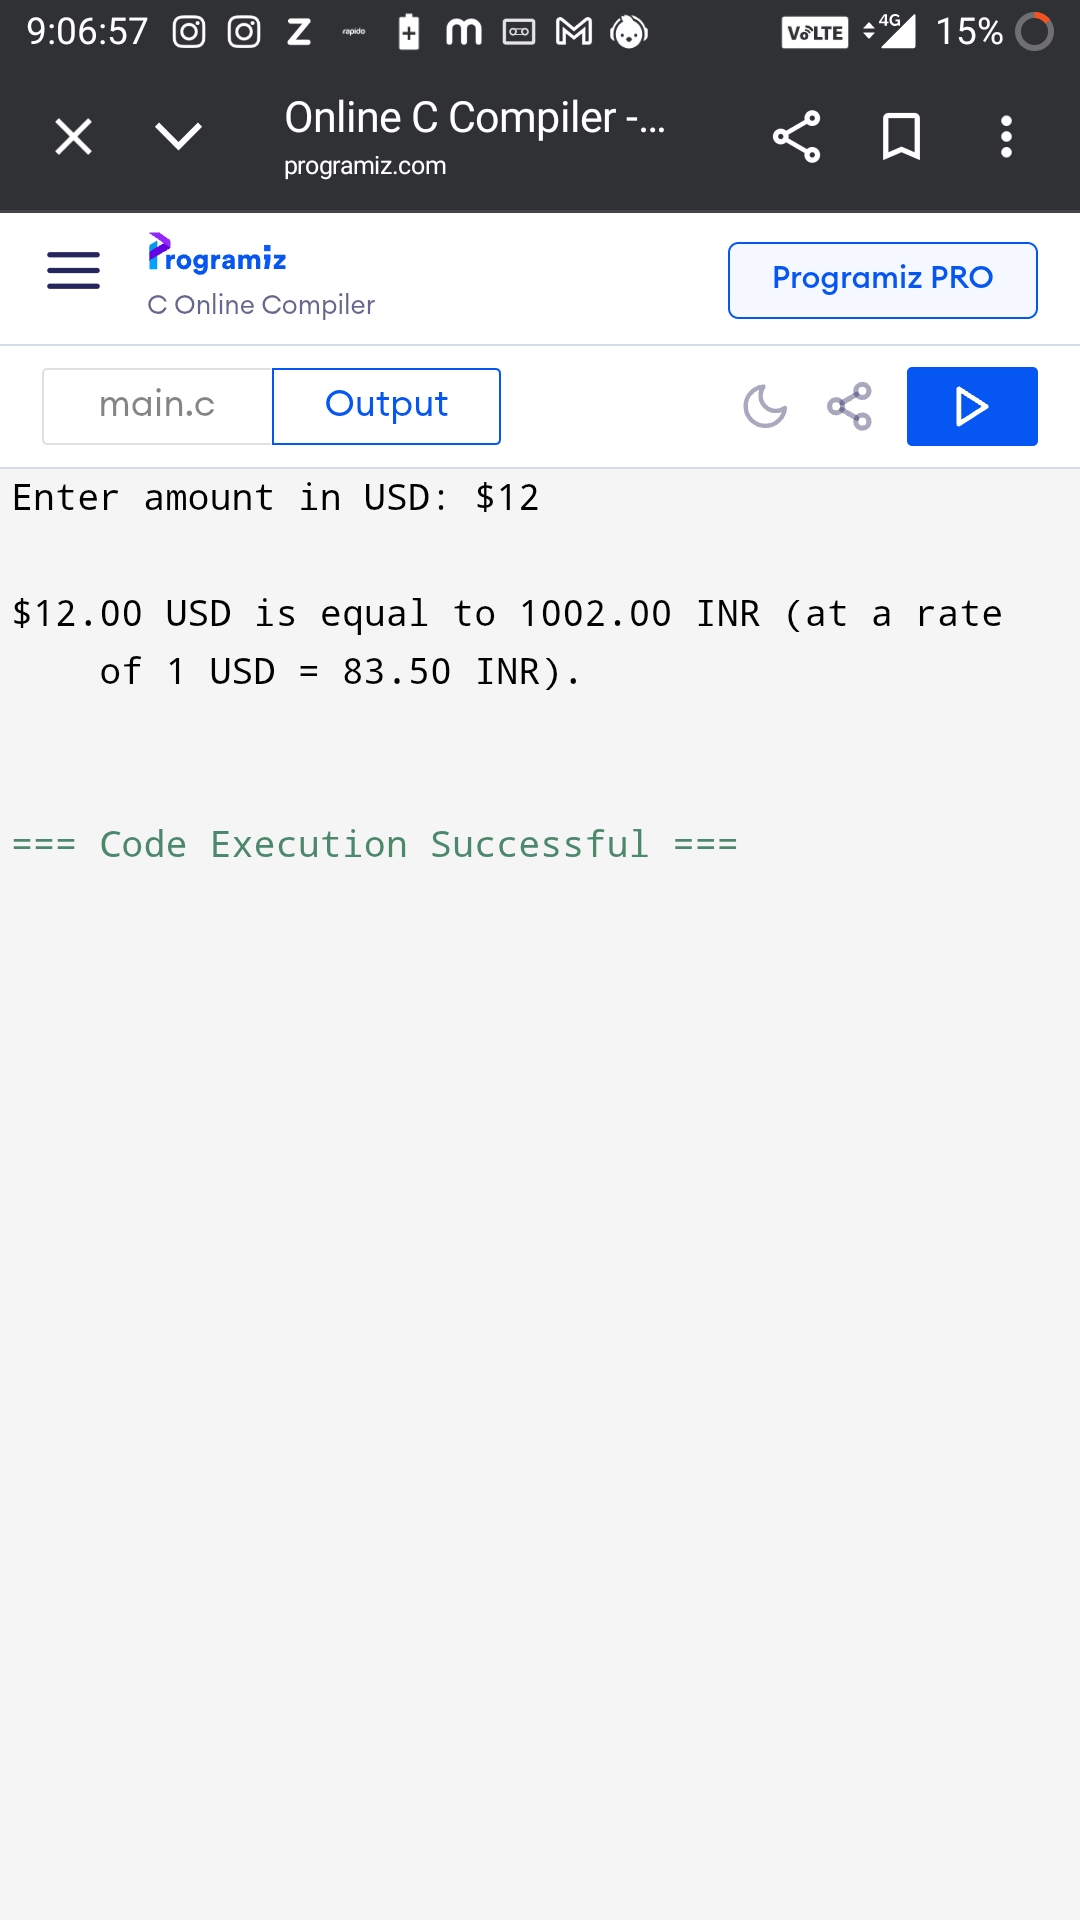 9:06:57 Z rapido m M VoLTE 4G 15%
Online C Compiler -...
programiz.com
Programiz
C Online Compiler
Programiz PRO
main.c Output
Enter amount in USD: $12
$12.00 USD is equal to 1002.00 INR (at a rate
of 1 USD = 83.50 INR).
=== Code Execution Successful ===